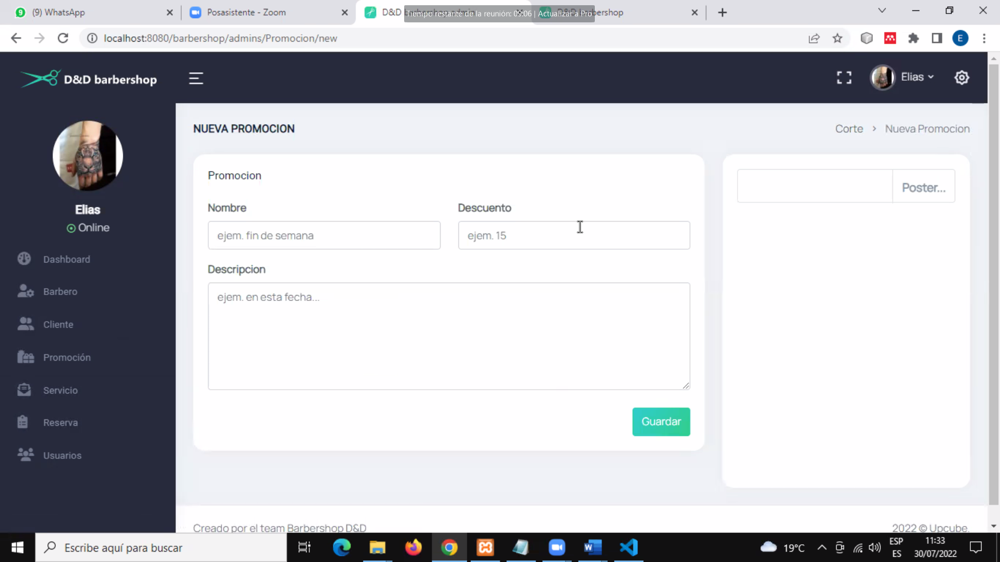 (9) WhatsApp
Posasistente - Zoom
D&D
D&D barbershop
Tiempo restante de la reunión: 09:06 | Actualizar a Pro
localhost:8080/barbershop/admins/Promocion/new
E
D&D barbershop
Elias
NUEVA PROMOCION
Corte > Nueva Promocion
Elias
Online
Dashboard
Barbero
Cliente
Promoción
Servicio
Reserva
Usuarios
Promocion
Nombre
Descuento
ejem. fin de semana
ejem. 15
Descripcion
ejem. en esta fecha...
Guardar
Poster...
Creado por el team Barbershop D&D
2022 © Upcube.
Escribe aquí para buscar
19°C
ESP
ES
11:33
30/07/2022